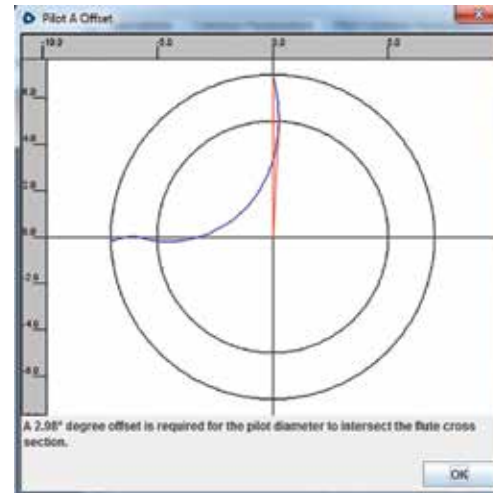 Pilot A Offset
-10.0 -5.0 0.0 5.0
6.0
4.0
2.0
0.0
-2.0
-4.0
-6.0
A 2.98° degree offset is required for the pilot diameter to intersect the flute cross
section.
OK